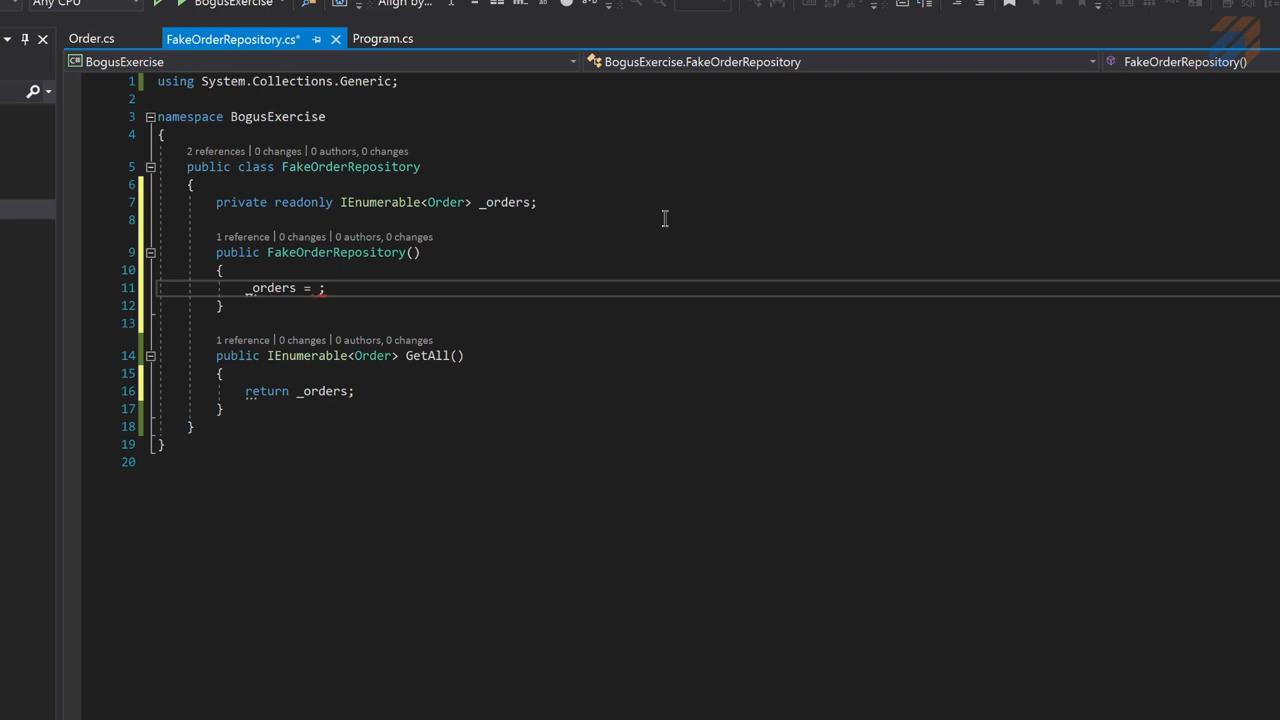 Any CPU BogusExercise Align by...
Order.cs FakeOrderRepository.cs* Program.cs
C# BogusExercise BogusExercise.FakeOrderRepository FakeOrderRepository()
1 using System.Collections.Generic;
2
3 namespace BogusExercise
4 {
2 references | 0 changes | 0 authors, 0 changes
5 public class FakeOrderRepository
6 {
7 private readonly IEnumerable<Order> _orders;
8
1 reference | 0 changes | 0 authors, 0 changes
9 public FakeOrderRepository()
10 {
11 _orders = ;
12 }
13
1 reference | 0 changes | 0 authors, 0 changes
14 public IEnumerable<Order> GetAll()
15 {
16 return _orders;
17 }
18 }
19 }
20